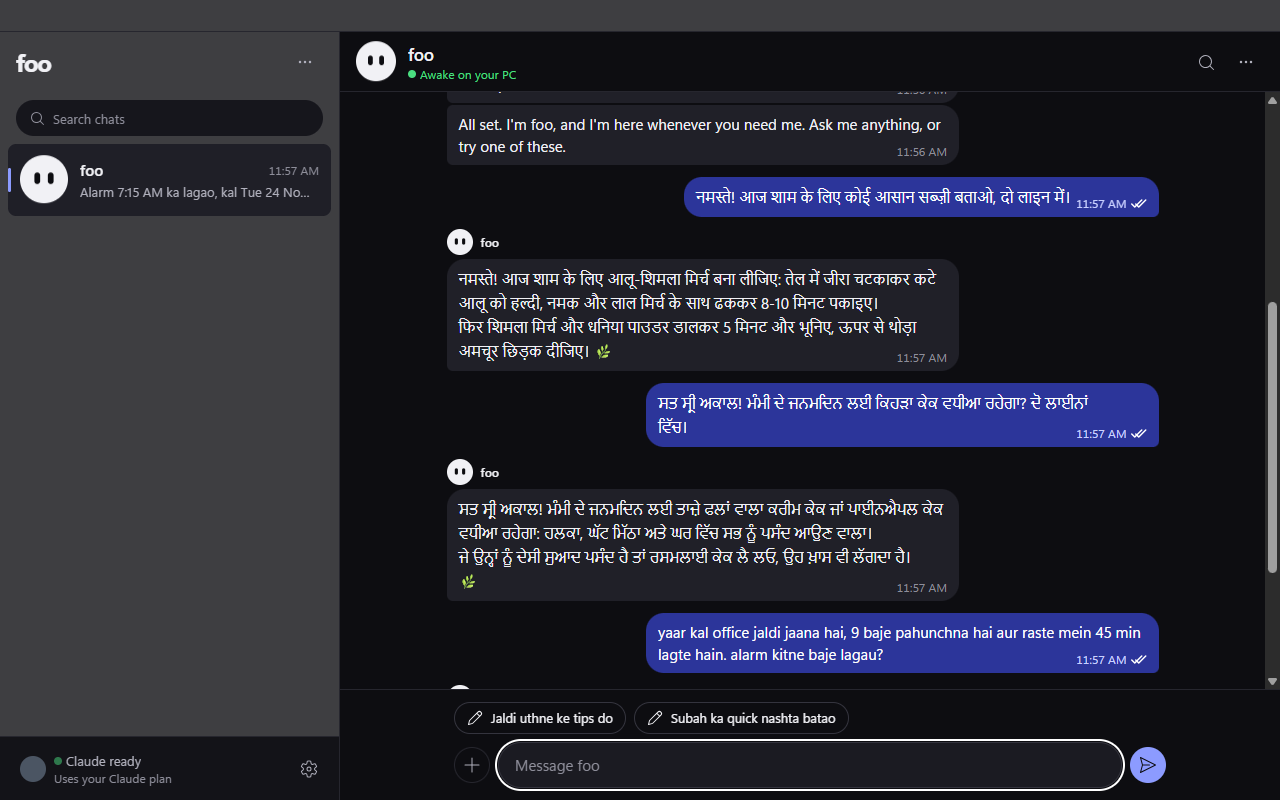 foo
Search chats
foo
11:57 AM
Alarm 7:15 AM ka lagao, kal Tue 24 No...
Claude ready
Uses your Claude plan
foo
Awake on your PC
All set. I'm foo, and I'm here whenever you need me. Ask me anything, or
try one of these.
11:56 AM
नमस्ते! आज शाम के लिए कोई आसान सब्ज़ी बताओ, दो लाइन में।
11:57 AM
foo
नमस्ते! आज शाम के लिए आलू-शिमला मिर्च बना लीजिए: तेल में जीरा चटकाकर कटे
आलू को हल्दी, नमक और लाल मिर्च के साथ ढककर 8-10 मिनट पकाइए।
फिर शिमला मिर्च और धनिया पाउडर डालकर 5 मिनट और भूनिए, ऊपर से थोड़ा
अमचूर छिड़क दीजिए। 🌿
11:57 AM
ਸਤ ਸ੍ਰੀ ਅਕਾਲ! ਮੰਮੀ ਦੇ ਜਨਮਦਿਨ ਲਈ ਕਿਹੜਾ ਕੇਕ ਵਧੀਆ ਰਹੇਗਾ? ਦੋ ਲਾਈਨਾਂ
ਵਿੱਚ।
11:57 AM
foo
ਸਤ ਸ੍ਰੀ ਅਕਾਲ! ਮੰਮੀ ਦੇ ਜਨਮਦਿਨ ਲਈ ਤਾਜ਼ੇ ਫਲਾਂ ਵਾਲਾ ਕਰੀਮ ਕੇਕ ਜਾਂ ਪਾਈਨਐਪਲ ਕੇਕ
ਵਧੀਆ ਰਹੇਗਾ: ਹਲਕਾ, ਘੱਟ ਮਿੱਠਾ ਅਤੇ ਘਰ ਵਿੱਚ ਸਭ ਨੂੰ ਪਸੰਦ ਆਉਣ ਵਾਲਾ।
ਜੇ ਉਨ੍ਹਾਂ ਨੂੰ ਦੇਸੀ ਸੁਆਦ ਪਸੰਦ ਹੈ ਤਾਂ ਰਸਮਲਾਈ ਕੇਕ ਲੈ ਲਓ, ਉਹ ਖ਼ਾਸ ਵੀ ਲੱਗਦਾ ਹੈ।
🌿
11:57 AM
yaar kal office jaldi jaana hai, 9 baje pahunchna hai aur raste mein 45 min
lagte hain. alarm kitne baje lagau?
11:57 AM
Jaldi uthne ke tips do
Subah ka quick nashta batao
Message foo